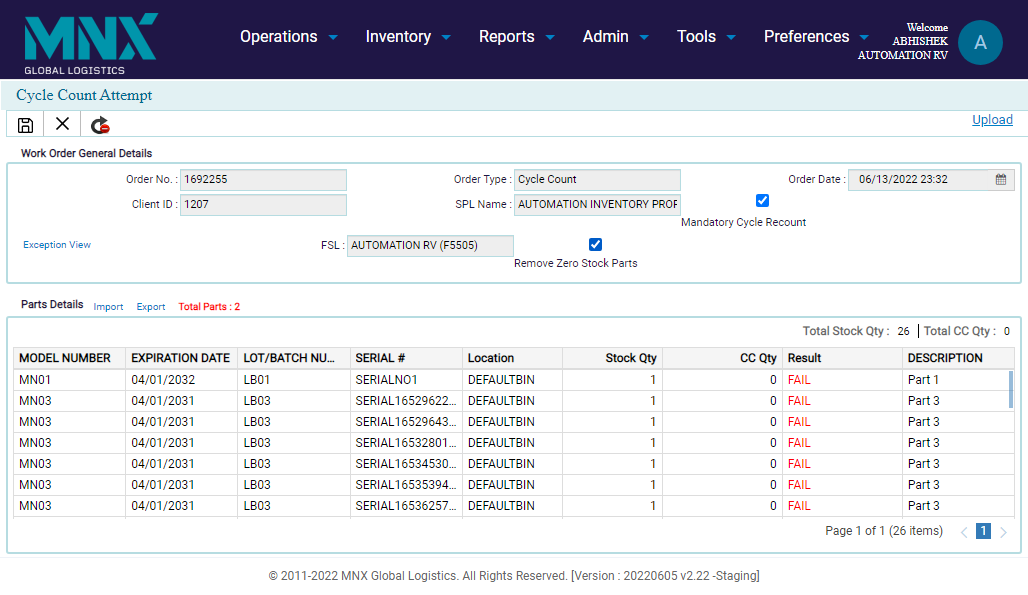 MNX
GLOBAL LOGISTICS
Operations Inventory Reports Admin Tools Preferences
Welcome
ABHISHEK
AUTOMATION RV
A
Cycle Count Attempt
Upload
Work Order General Details
Order No. : 1692255 Order Type : Cycle Count Order Date : 06/13/2022 23:32
Client ID : 1207 SPL Name : AUTOMATION INVENTORY PROF
Mandatory Cycle Recount
Exception View FSL : AUTOMATION RV (F5505)
Remove Zero Stock Parts
Parts Details Import Export Total Parts : 2
Total Stock Qty : 26 Total CC Qty : 0
MODEL NUMBER EXPIRATION DATE LOT/BATCH NU... SERIAL # Location Stock Qty CC Qty Result DESCRIPTION
MN01 04/01/2032 LB01 SERIALNO1 DEFAULTBIN 1 0 FAIL Part 1
MN03 04/01/2031 LB03 SERIAL16529622... DEFAULTBIN 1 0 FAIL Part 3
MN03 04/01/2031 LB03 SERIAL16529643... DEFAULTBIN 1 0 FAIL Part 3
MN03 04/01/2031 LB03 SERIAL16532801... DEFAULTBIN 1 0 FAIL Part 3
MN03 04/01/2031 LB03 SERIAL16534530... DEFAULTBIN 1 0 FAIL Part 3
MN03 04/01/2031 LB03 SERIAL16535394... DEFAULTBIN 1 0 FAIL Part 3
MN03 04/01/2031 LB03 SERIAL16536257... DEFAULTBIN 1 0 FAIL Part 3
Page 1 of 1 (26 items) 1
© 2011-2022 MNX Global Logistics. All Rights Reserved. [Version : 20220605 v2.22 -Staging]